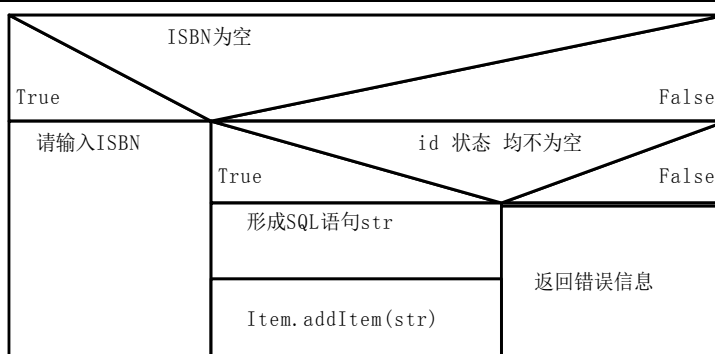 ISBN为空
True
False
请输入ISBN
id 状态 均不为空
True
False
形成SQL语句str
返回错误信息
Item.addItem(str)